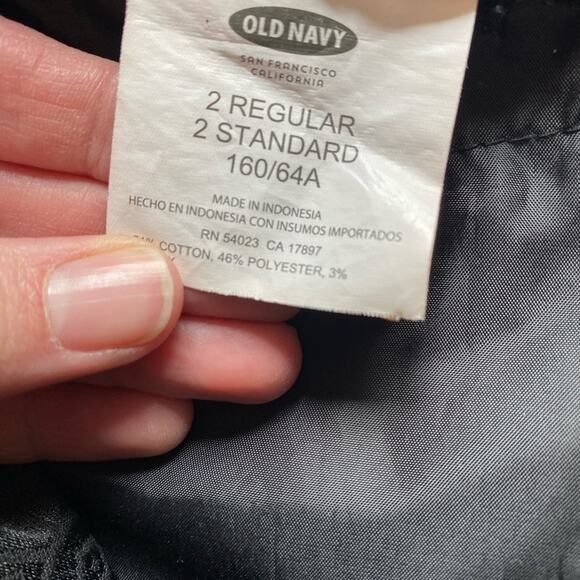 OLD NAVY
SAN FRANCISCO
CALIFORNIA
2 REGULAR
2 STANDARD
160/64A
MADE IN INDONESIA
HECHO EN INDONESIA CON INSUMOS IMPORTADOS
RN 54023 CA 17897
COTTON, 46% POLYESTER, 3%